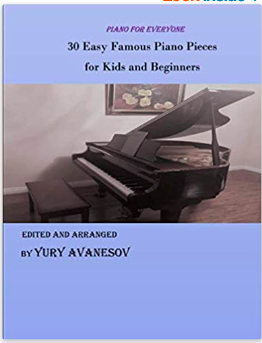 PIANO FOR EVERYONE
30 Easy Famous Piano Pieces
for Kids and Beginners
EDITED AND ARRANGED
BY YURY AVANESOV